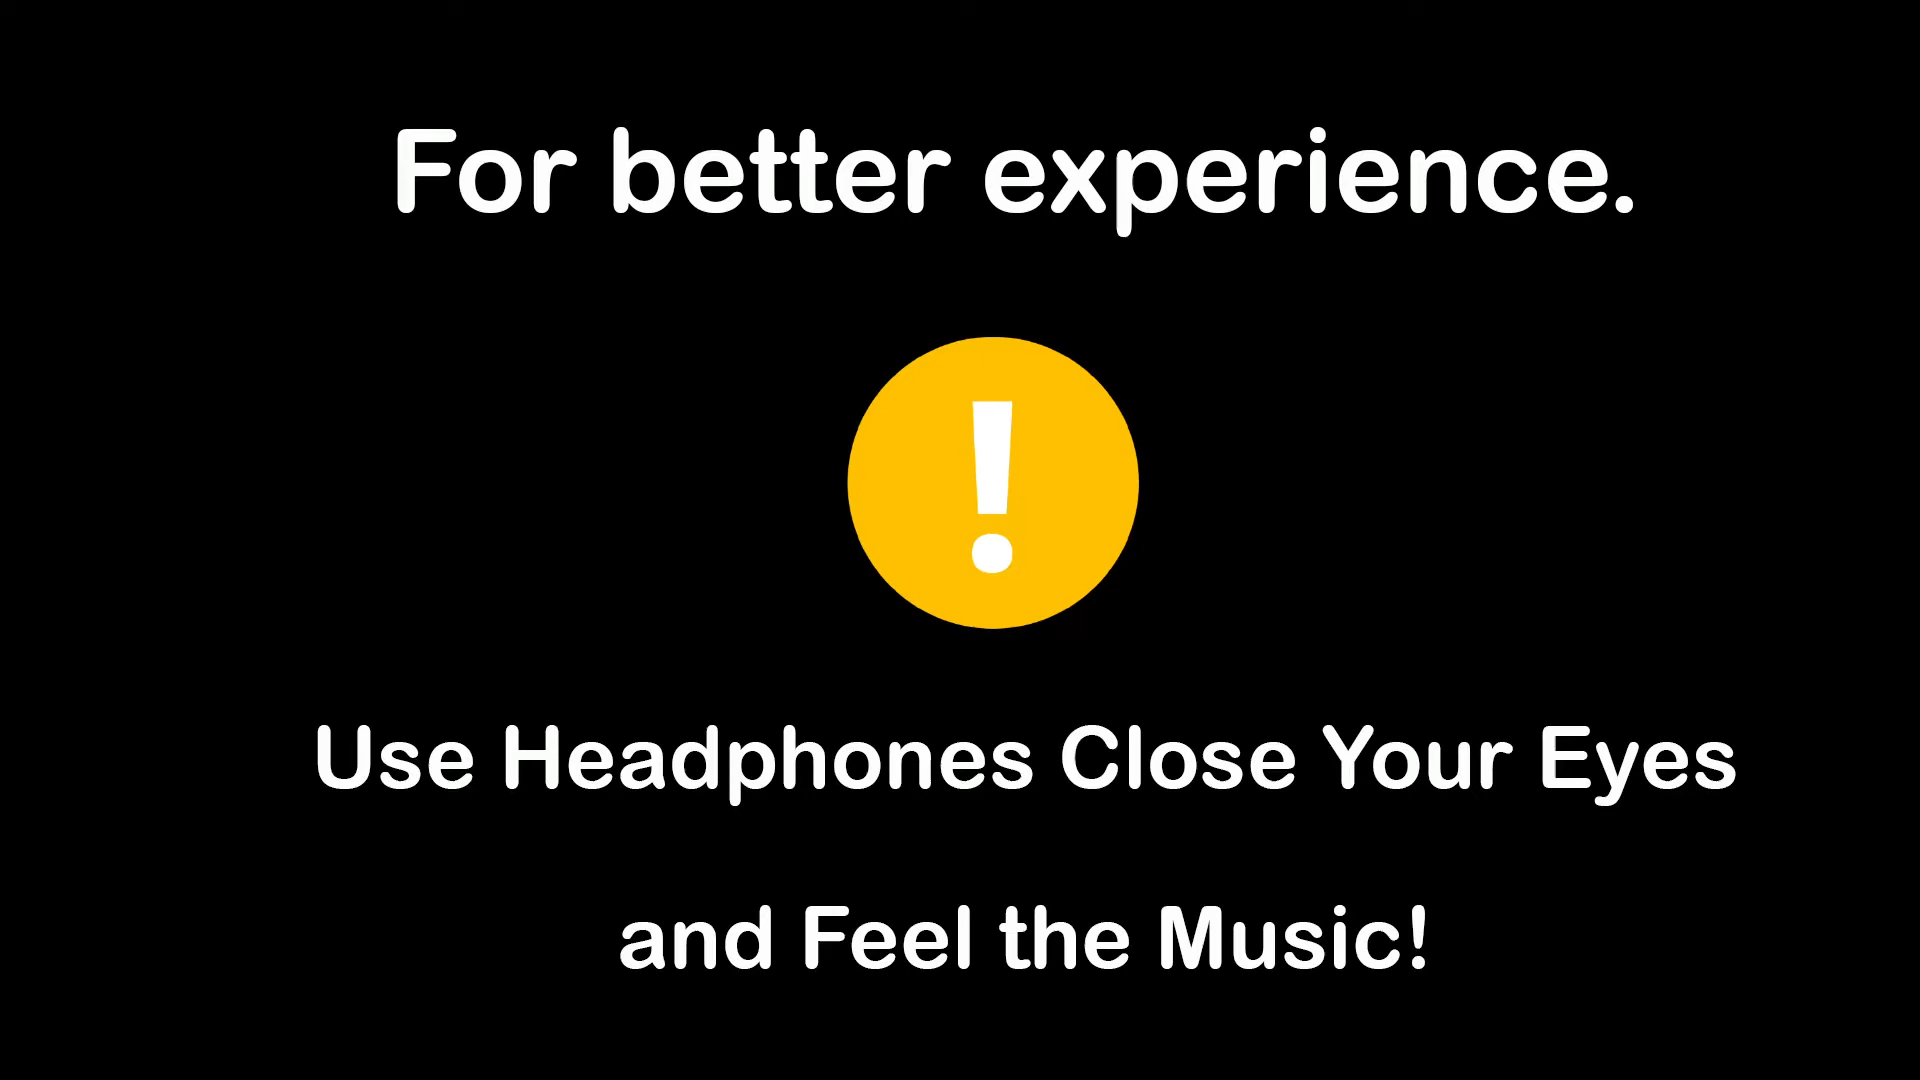 For better experience.
!
Use Headphones Close Your Eyes
and Feel the Music!